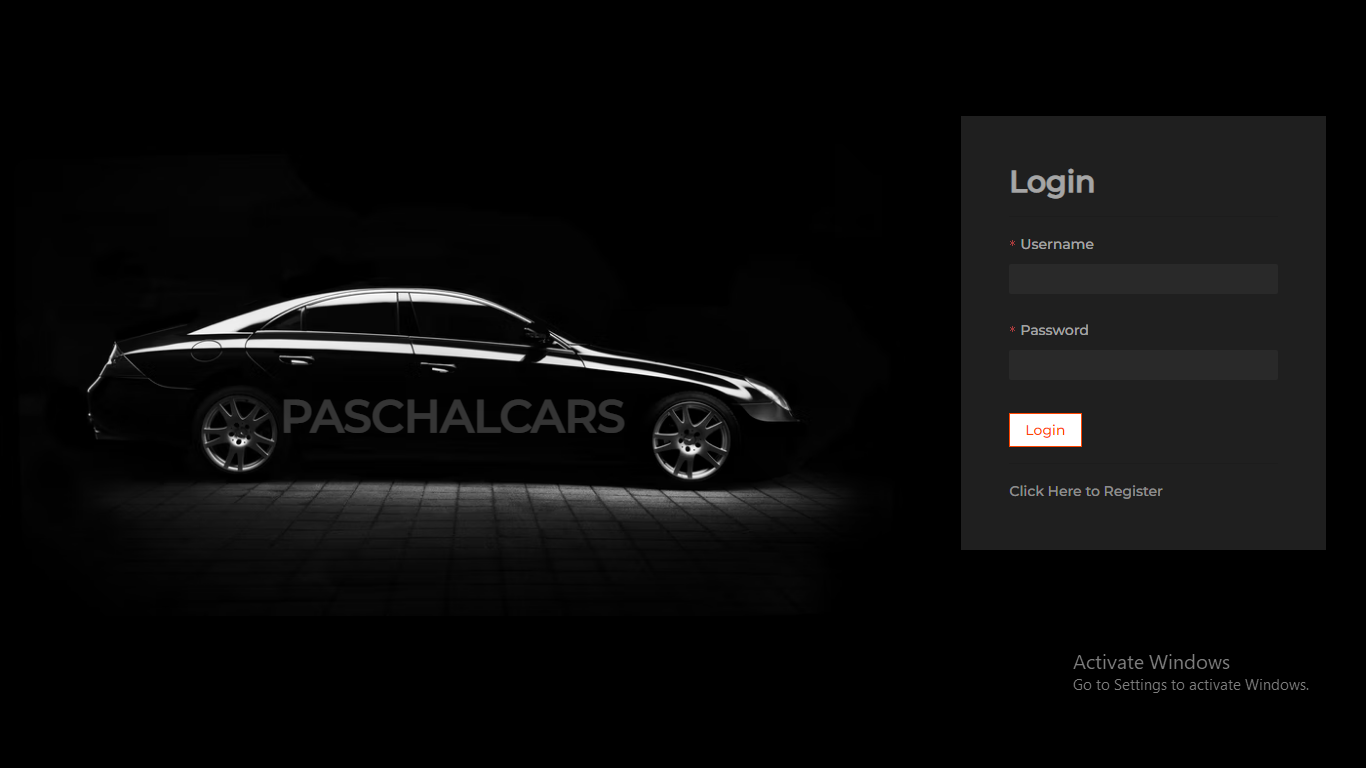 PASCHALCARS
Login
* Username
* Password
Login
Click Here to Register
Activate Windows
Go to Settings to activate Windows.